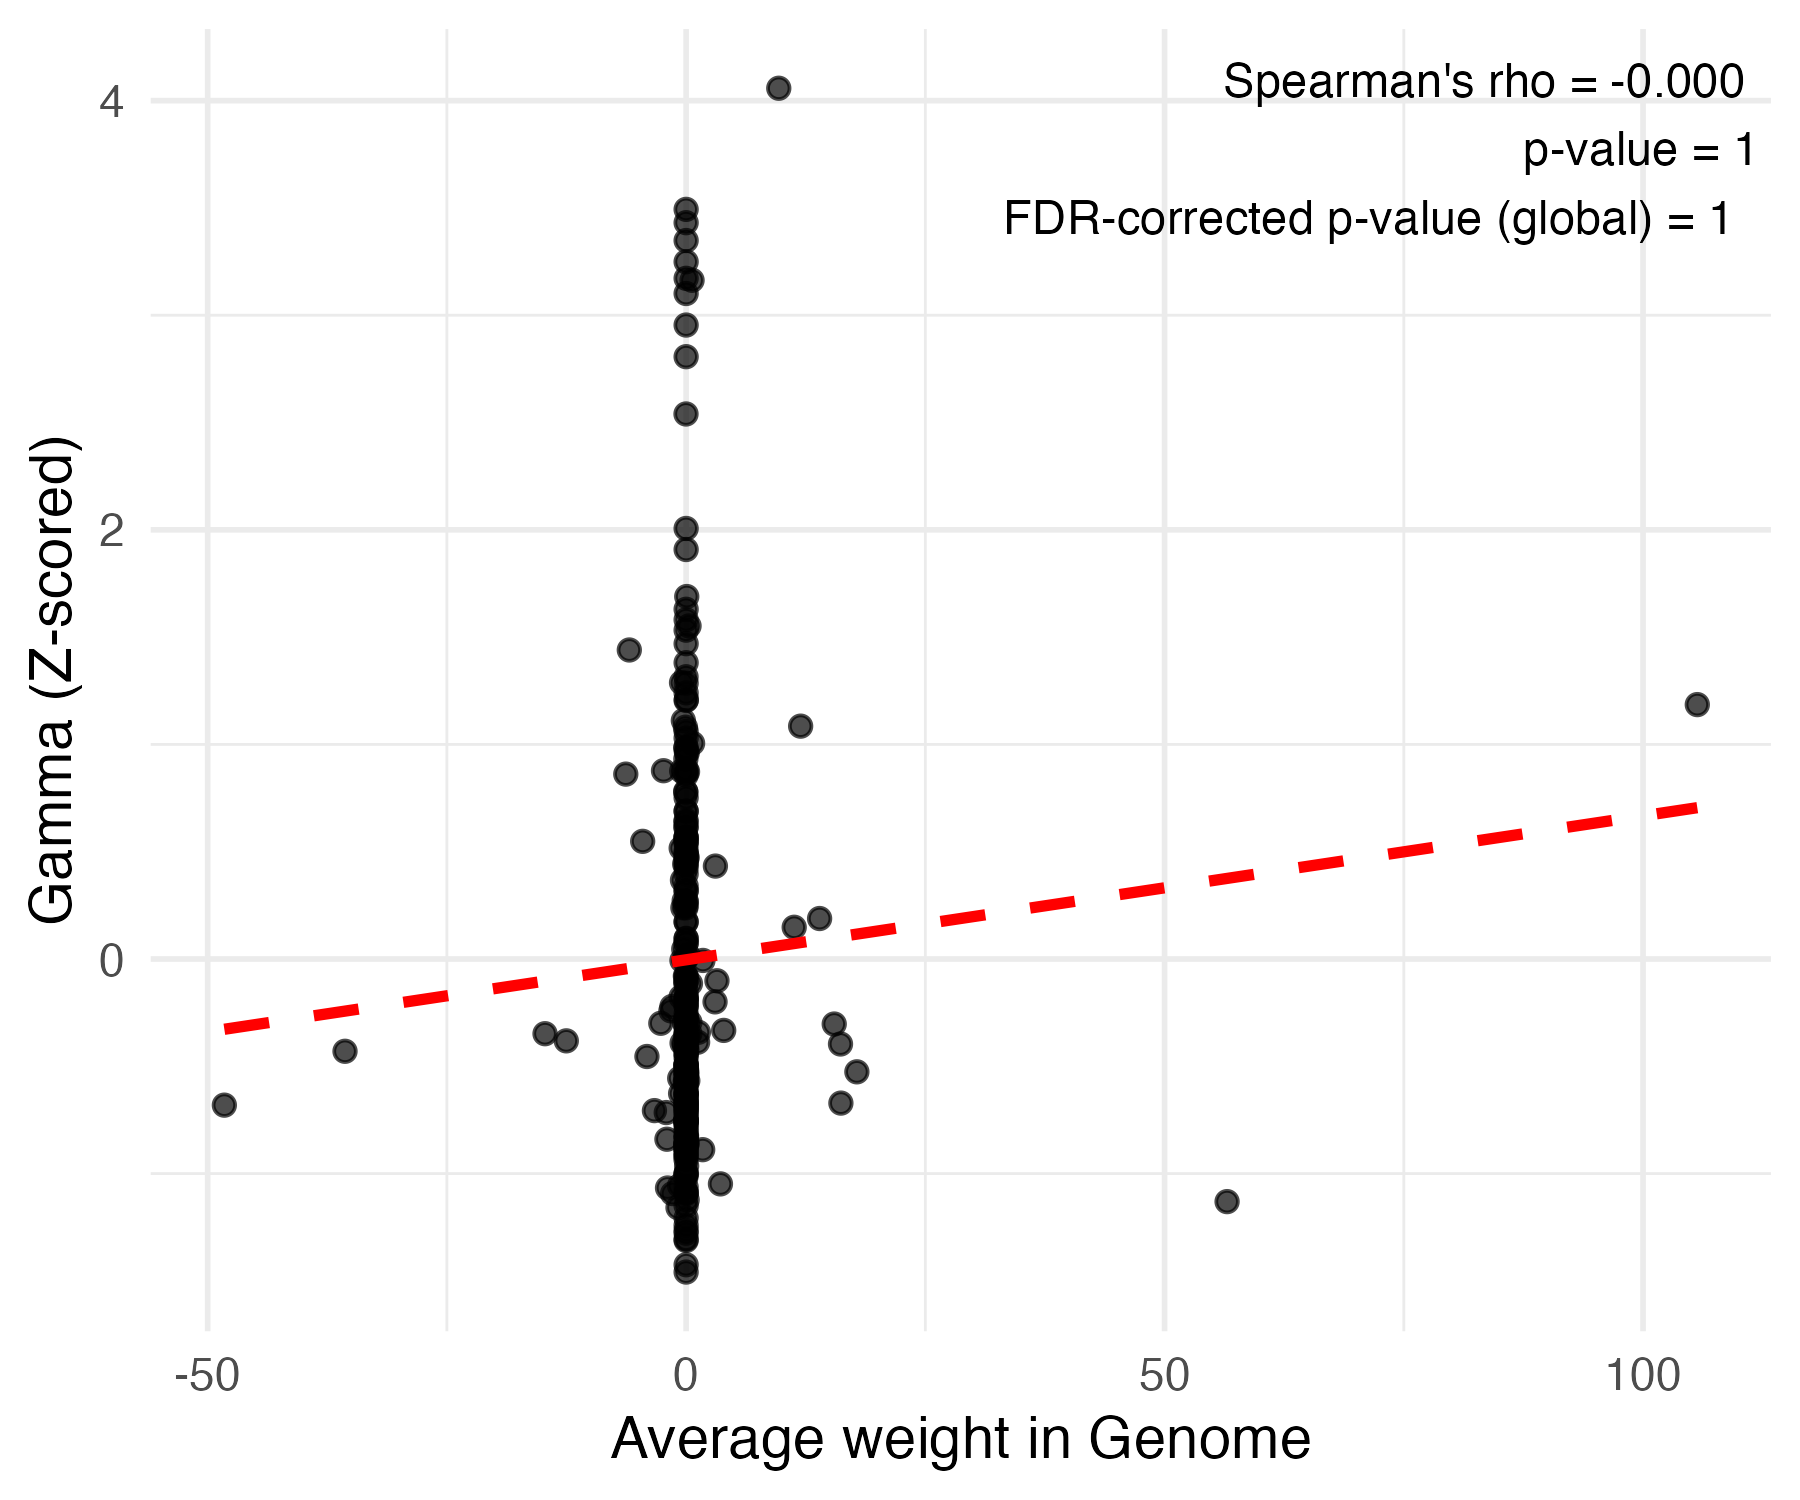 Spearman's rho = -0.000
p-value = 1
FDR-corrected p-value (global) = 1
4
2
0
Gamma (Z-scored)
-50 0 50 100
Average weight in Genome